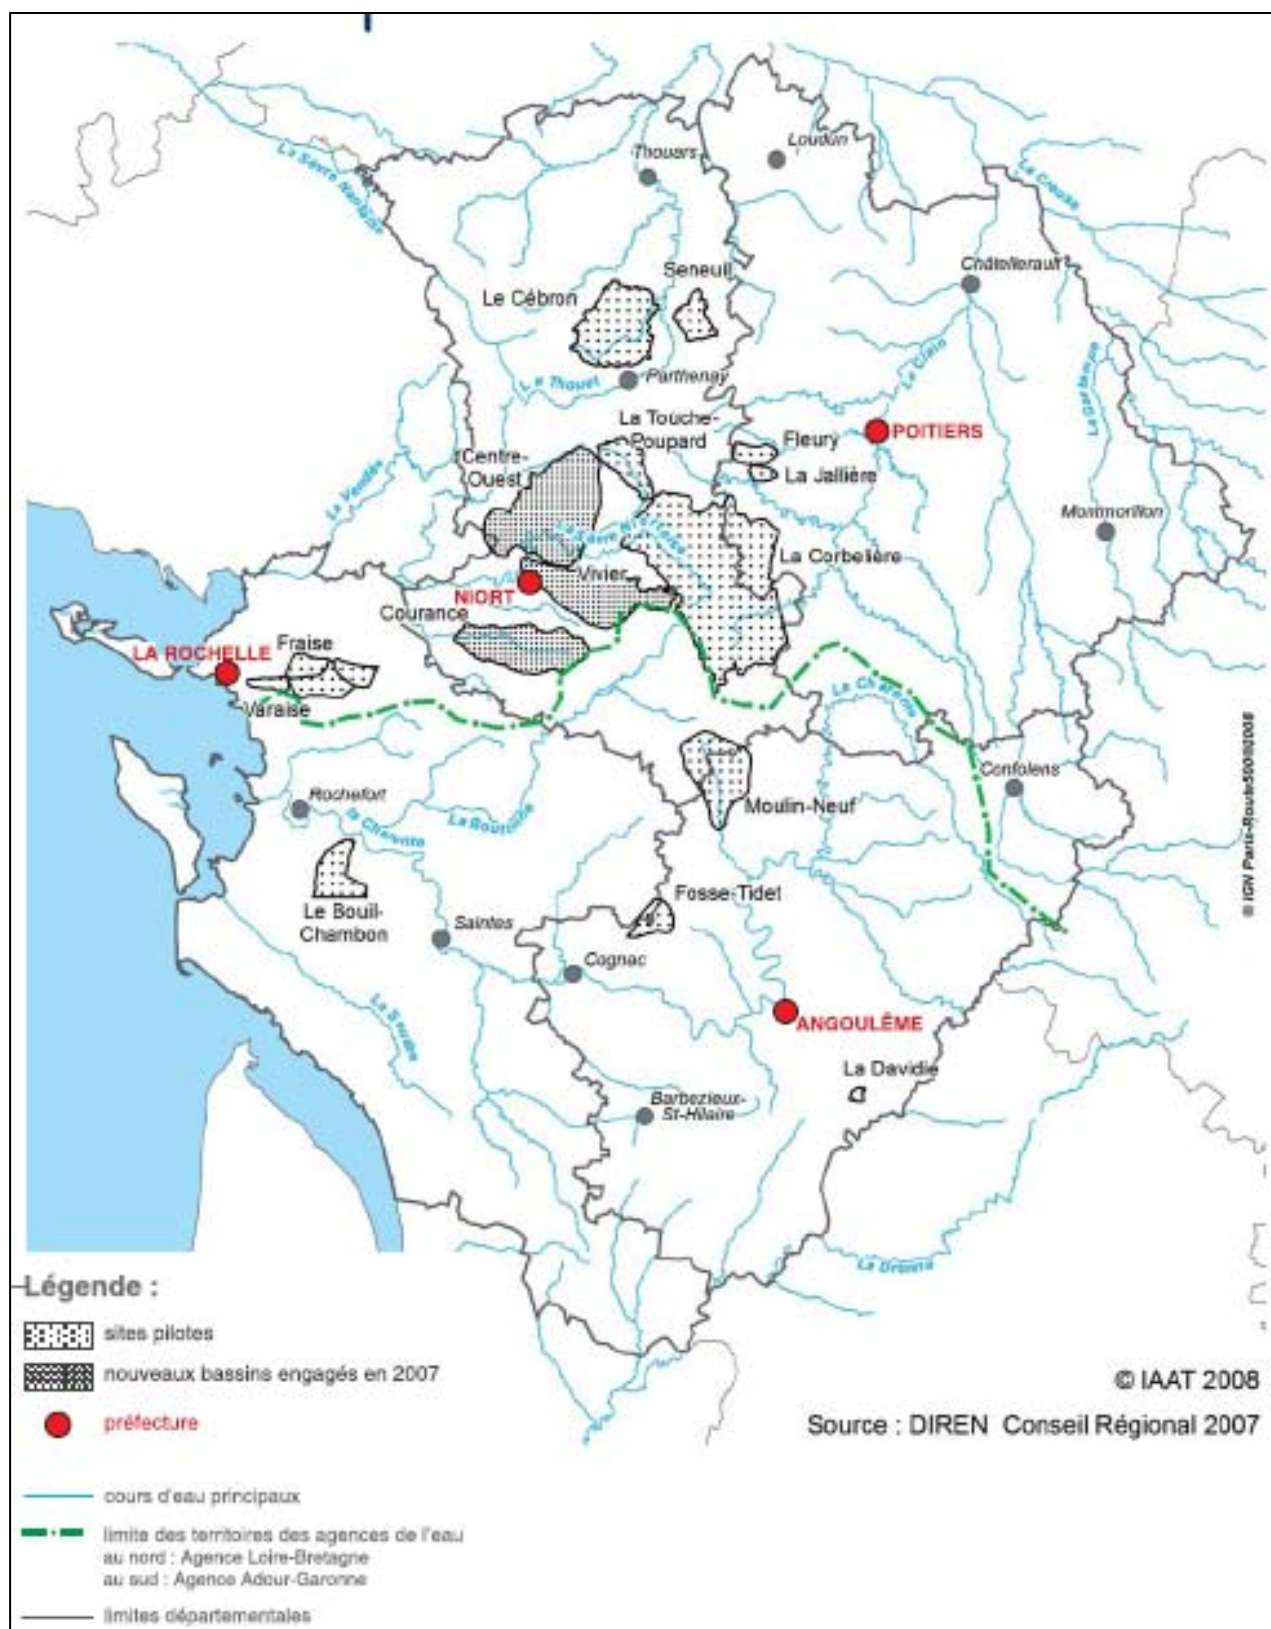 La Sèvre Nantaise
Thouars
Loudun
La Creuse
Châtellerault
Seneuil
Le Cébron
Le Clain
La Gartempe
Le Thouet
Parthenay
La Touche-
Poupard
Fleury
POITIERS
Centre-
Ouest
La Jallière
La Vendée
Montmorillon
La Sèvre Niortaise
La Corbelière
Vivier
NIORT
Courance
LA ROCHELLE
Fraise
Varaise
La Charente
Confolens
Rochefort
la Charente
La Boutonne
Moulin-Neuf
Le Bouil-
Chambon
Fosse-Tidet
Saintes
Cognac
La Seudre
ANGOULÊME
La Davidie
Barbezieux-
St-Hilaire
La Dronne
Légende :
sites pilotes
nouveaux bassins engagés en 2007
préfecture
© IAAT 2008
Source : DIREN Conseil Régional 2007
cours d'eau principaux
limite des territoires des agences de l'eau
au nord : Agence Loire-Bretagne
au sud : Agence Adour-Garonne
limites départementales